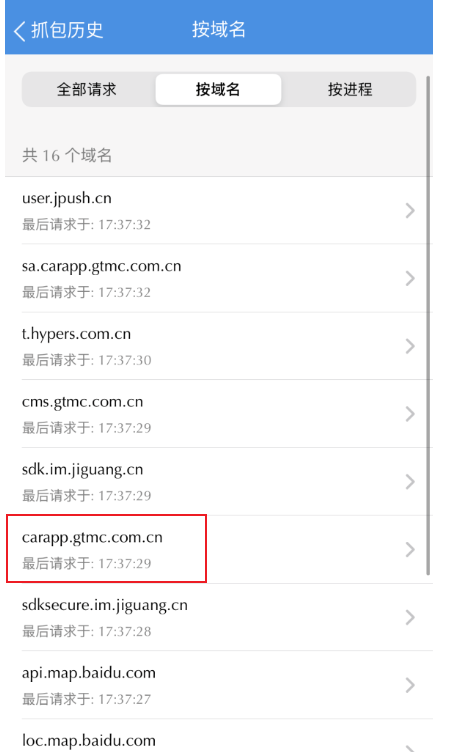 抓包历史 按域名
全部请求 按域名 按进程
共 16 个域名
user.jpush.cn
最后请求于: 17:37:32
sa.carapp.gtmc.com.cn
最后请求于: 17:37:32
t.hypers.com.cn
最后请求于: 17:37:30
cms.gtmc.com.cn
最后请求于: 17:37:29
sdk.im.jiguang.cn
最后请求于: 17:37:29
carapp.gtmc.com.cn
最后请求于: 17:37:29
sdksecure.im.jiguang.cn
最后请求于: 17:37:28
api.map.baidu.com
最后请求于: 17:37:27
loc.map.baidu.com